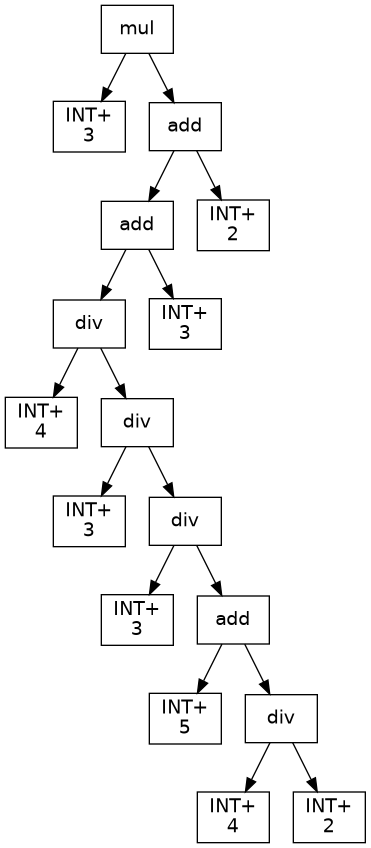 mul
INT+
3
add
add
INT+
2
div
INT+
3
INT+
4
div
INT+
3
div
INT+
3
add
INT+
5
div
INT+
4
INT+
2